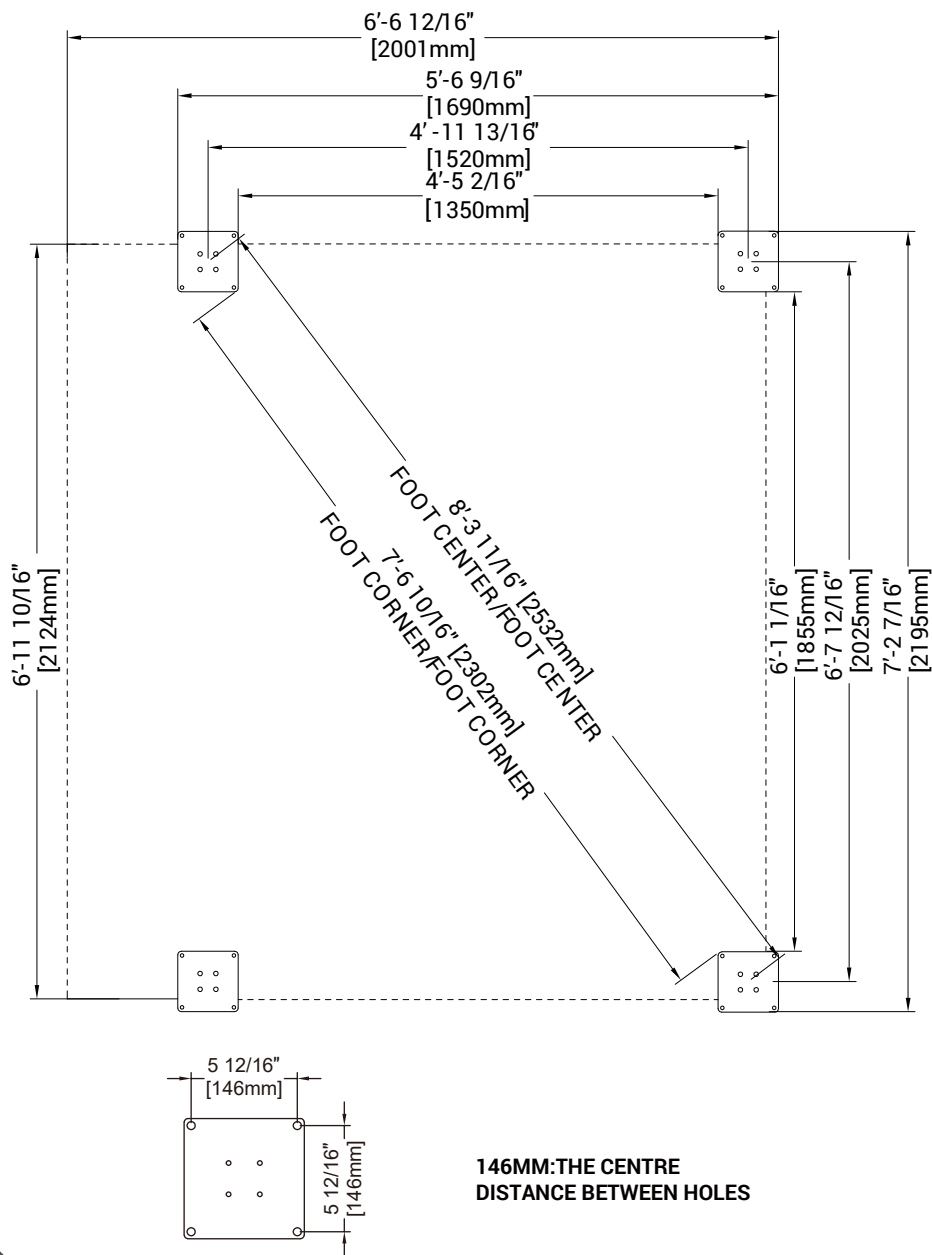 6'-6 12/16"
[2001mm]
5'-6 9/16"
[1690mm]
4' -11 13/16"
[1520mm]
4'-5 2/16"
[1350mm]
6'-11 10/16"
[2124mm]
8'-3 11/16" [2532mm]
FOOT CENTER/FOOT CENTER
7'-6 10/16" [2302mm]
FOOT CORNER/FOOT CORNER
6'-1 1/16"
[1855mm]
6'-7 12/16"
[2025mm]
7'-2 7/16"
[2195mm]
5 12/16"
[146mm]
5 12/16"
[146mm]
146MM:THE CENTRE
DISTANCE BETWEEN HOLES